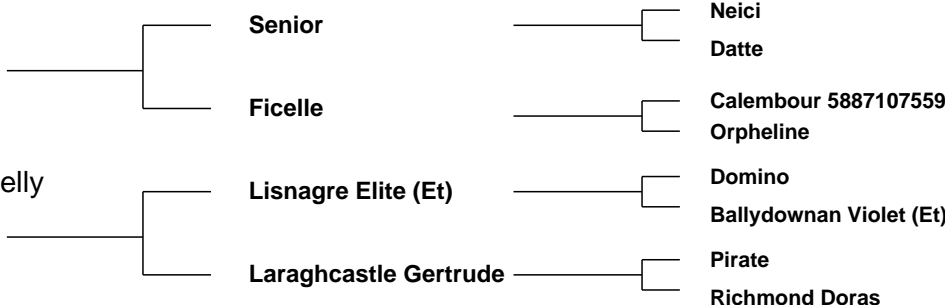 Neici
Senior
Datte
Calembour 5887107559
Ficelle
Orpheline
elly
Domino
Lisnagre Elite (Et)
Ballydownan Violet (Et)
Pirate
Laraghcastle Gertrude
Richmond Doras